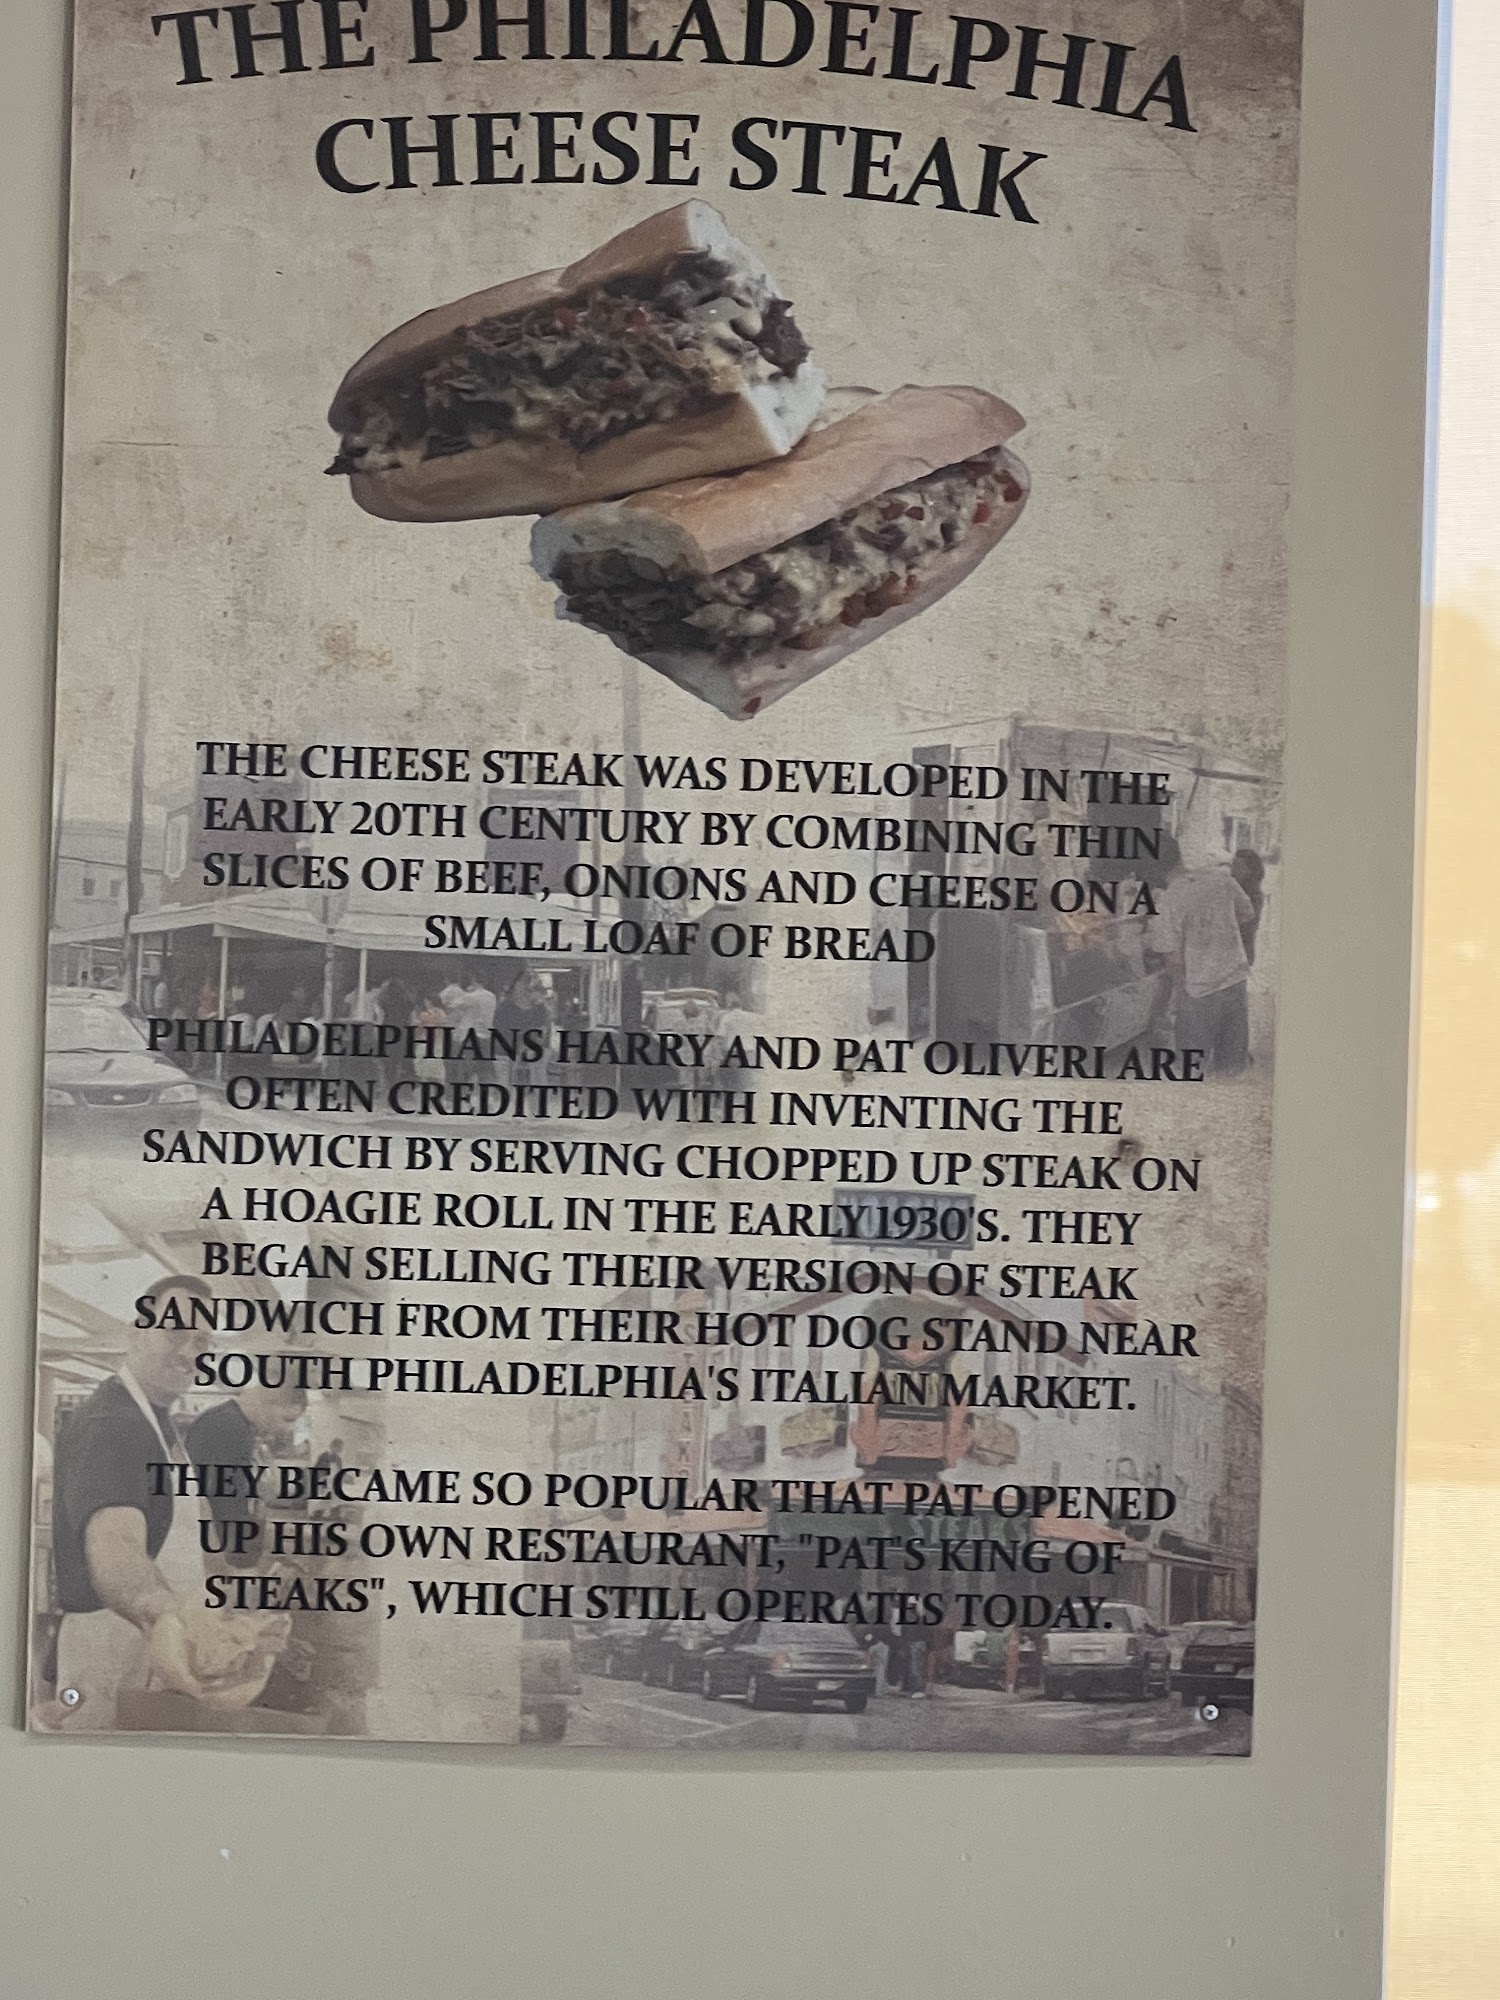 THE PHILADELPHIA
CHEESE STEAK
THE CHEESE STEAK WAS DEVELOPED IN THE
EARLY 20TH CENTURY BY COMBINING THIN
SLICES OF BEEF, ONIONS AND CHEESE ON A
SMALL LOAF OF BREAD
PHILADELPHIANS HARRY AND PAT OLIVERI ARE
OFTEN CREDITED WITH INVENTING THE
SANDWICH BY SERVING CHOPPED UP STEAK ON
A HOAGIE ROLL IN THE EARLY 1930'S. THEY
BEGAN SELLING THEIR VERSION OF STEAK
SANDWICH FROM THEIR HOT DOG STAND NEAR
SOUTH PHILADELPHIA'S ITALIAN MARKET.
THEY BECAME SO POPULAR THAT PAT OPENED
UP HIS OWN RESTAURANT, "PAT'S KING OF
STEAKS", WHICH STILL OPERATES TODAY.